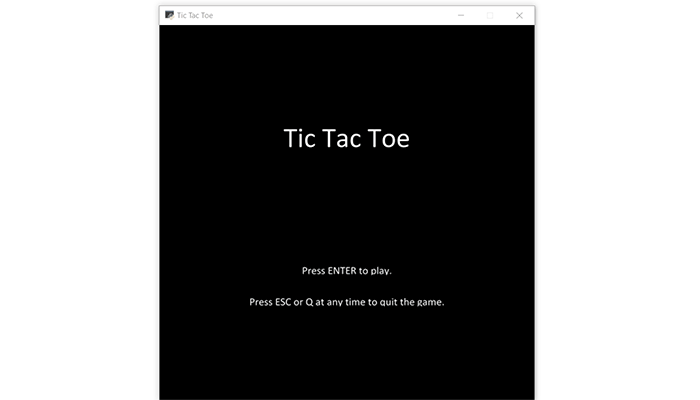 Tic Tac Toe
Tic Tac Toe
Press ENTER to play.
Press ESC or Q at any time to quit the game.